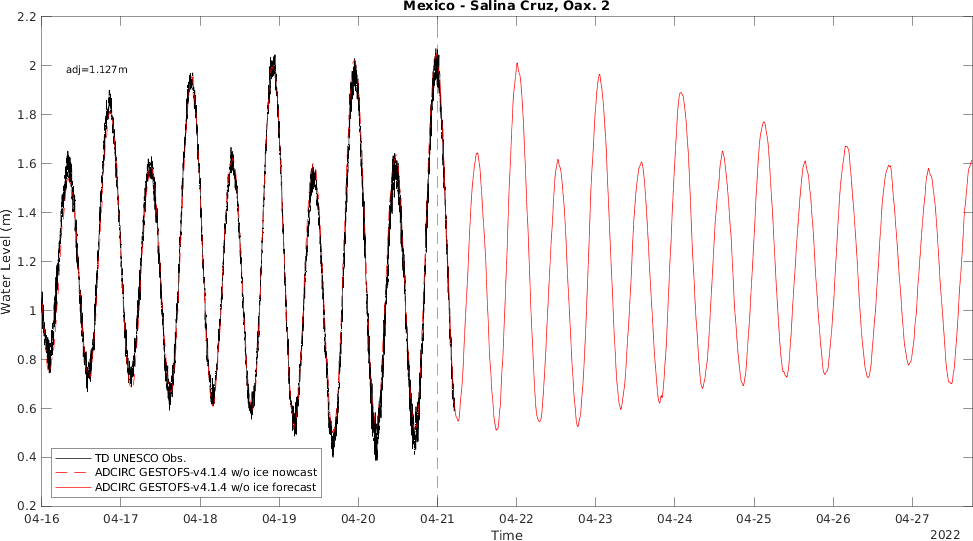 Mexico - Salina Cruz, Oax. 2
2.2
2
1.8
1.6
1.4
1.2
1
0.8
0.6
0.4
0.2
Water Level (m)
adj=1.127m
TD UNESCO Obs.
ADCIRC GESTOFS-v4.1.4 w/o ice nowcast
ADCIRC GESTOFS-v4.1.4 w/o ice forecast
04-16 04-17 04-18 04-19 04-20 04-21 04-22 04-23 04-24 04-25 04-26 04-27
2022
Time